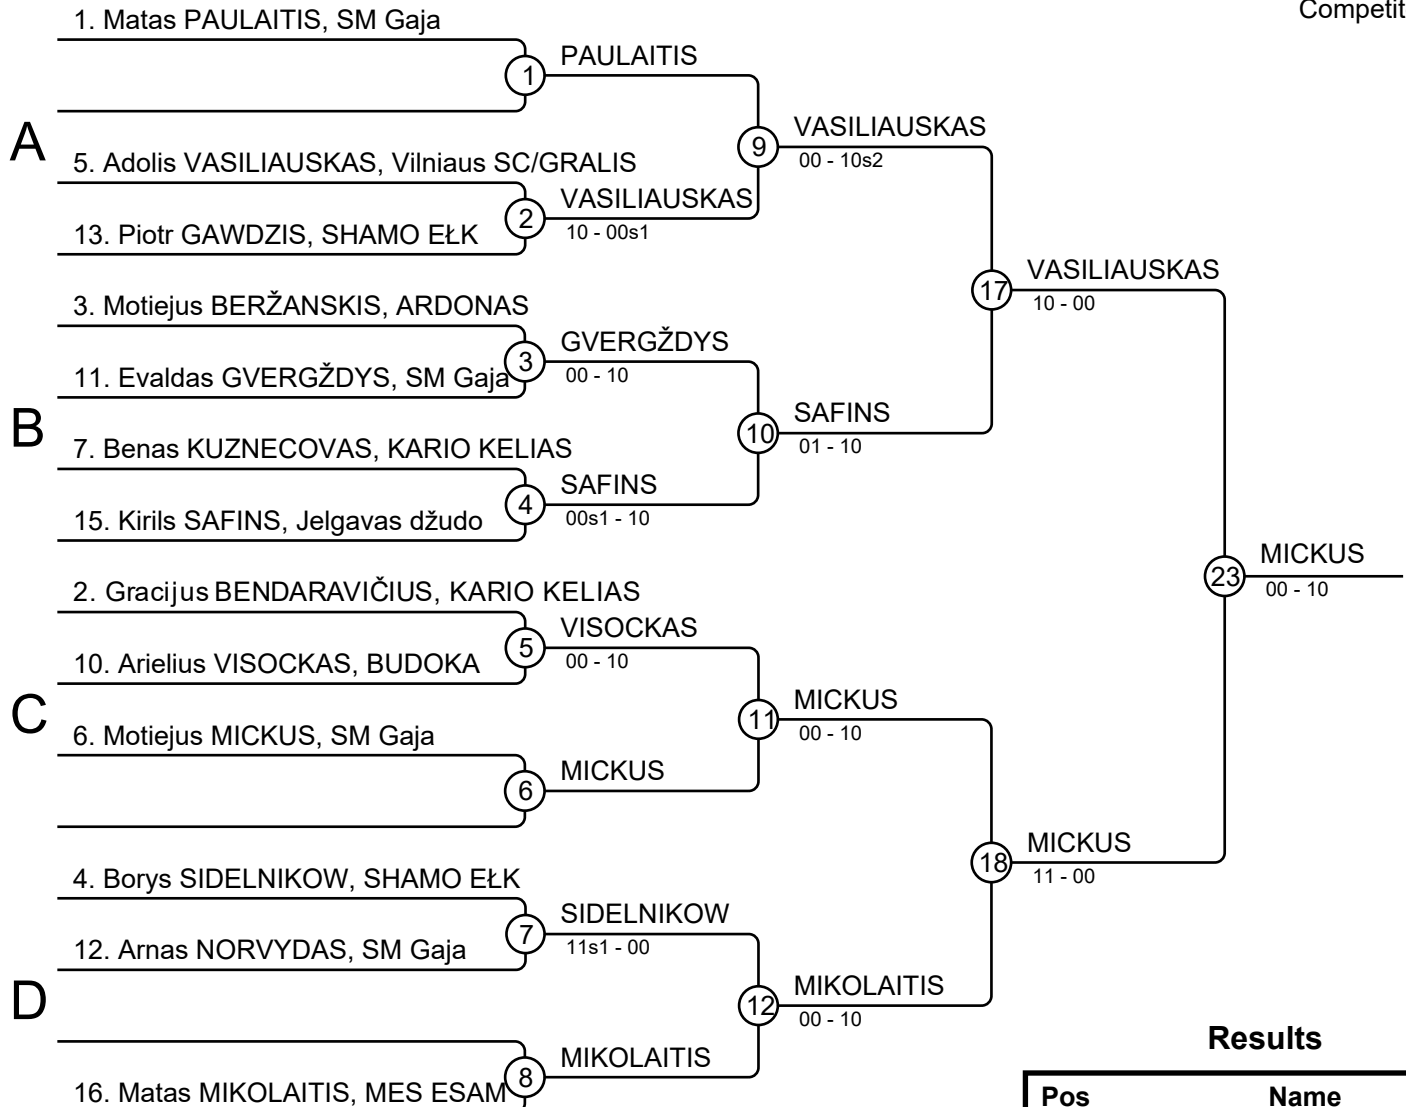 Competit
1. Matas PAULAITIS, SM Gaja
1
PAULAITIS
A
9
VASILIAUSKAS
00 - 10s2
5. Adolis VASILIAUSKAS, Vilniaus SC/GRALIS
2
VASILIAUSKAS
10 - 00s1
13. Piotr GAWDZIS, SHAMO EŁK
17
VASILIAUSKAS
10 - 00
3. Motiejus BERŽANSKIS, ARDONAS
3
GVERGŽDYS
00 - 10
11. Evaldas GVERGŽDYS, SM Gaja
B
10
SAFINS
01 - 10
7. Benas KUZNECOVAS, KARIO KELIAS
4
SAFINS
00s1 - 10
15. Kirils SAFINS, Jelgavas džudo
23
MICKUS
00 - 10
2. Gracijus BENDARAVIČIUS, KARIO KELIAS
5
VISOCKAS
00 - 10
10. Arielius VISOCKAS, BUDOKA
C
11
MICKUS
00 - 10
6. Motiejus MICKUS, SM Gaja
6
MICKUS
18
MICKUS
11 - 00
4. Borys SIDELNIKOW, SHAMO EŁK
7
SIDELNIKOW
11s1 - 00
12. Arnas NORVYDAS, SM Gaja
D
12
MIKOLAITIS
00 - 10
8
MIKOLAITIS
16. Matas MIKOLAITIS, MES ESAM
Results
Pos Name